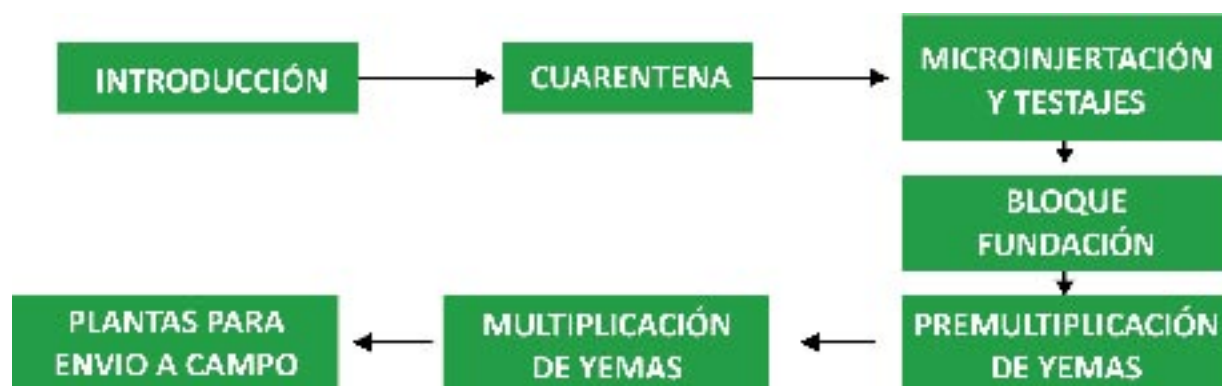 INTRODUCCIÓN
CUARENTENA
MICROINJERTACIÓN
Y TESTAJES
BLOQUE
FUNDACIÓN
PREMULTIPLICACIÓN
DE YEMAS
MULTIPLICACIÓN
DE YEMAS
PLANTAS PARA
ENVIO A CAMPO